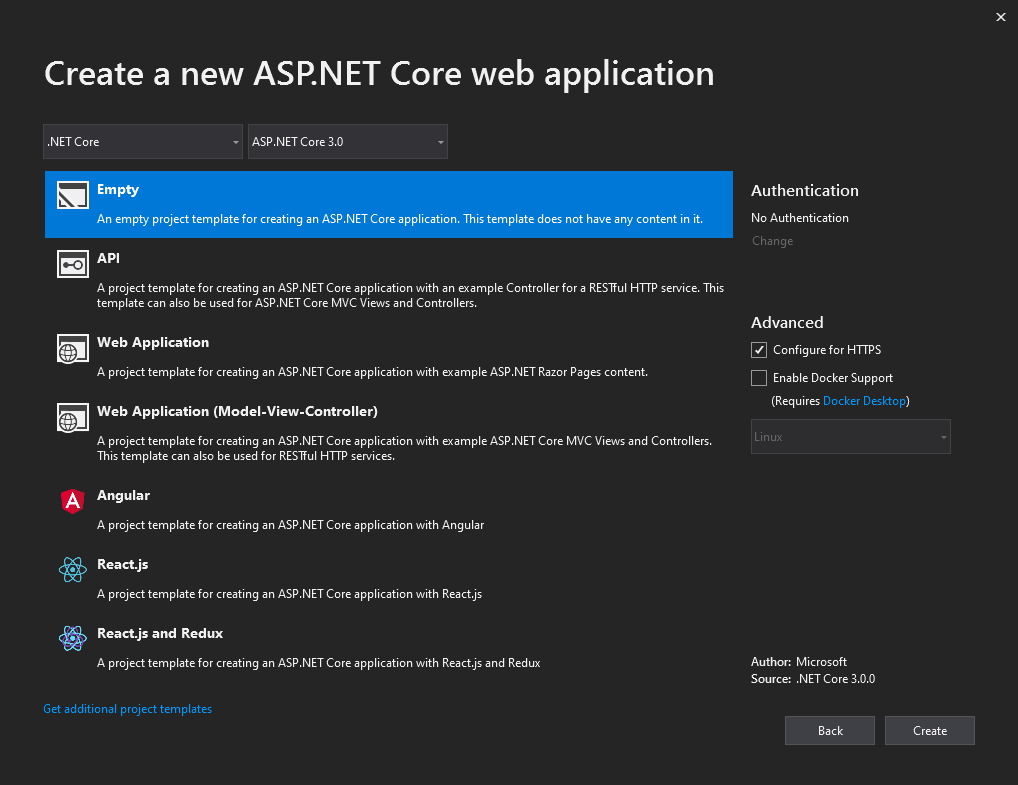 Create a new ASP.NET Core web application
.NET Core
ASP.NET Core 3.0
Empty
An empty project template for creating an ASP.NET Core application. This template does not have any content in it.
API
A project template for creating an ASP.NET Core application with an example Controller for a RESTful HTTP service. This
template can also be used for ASP.NET Core MVC Views and Controllers.
Web Application
A project template for creating an ASP.NET Core application with example ASP.NET Razor Pages content.
Web Application (Model-View-Controller)
A project template for creating an ASP.NET Core application with example ASP.NET Core MVC Views and Controllers.
This template can also be used for RESTful HTTP services.
Angular
A project template for creating an ASP.NET Core application with Angular
React.js
A project template for creating an ASP.NET Core application with React.js
React.js and Redux
A project template for creating an ASP.NET Core application with React.js and Redux
Get additional project templates
Authentication
No Authentication
Change
Advanced
Configure for HTTPS
Enable Docker Support
(Requires Docker Desktop)
Linux
Author: Microsoft
Source: .NET Core 3.0.0
Back
Create